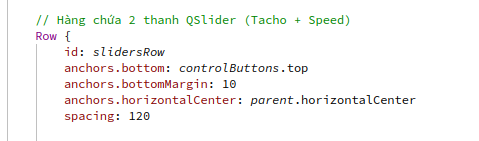 // Hàng chứa 2 thanh QSlider (Tacho + Speed)
Row {
id: slidersRow
anchors.bottom: controlButtons.top
anchors.bottomMargin: 10
anchors.horizontalCenter: parent.horizontalCenter
spacing: 120